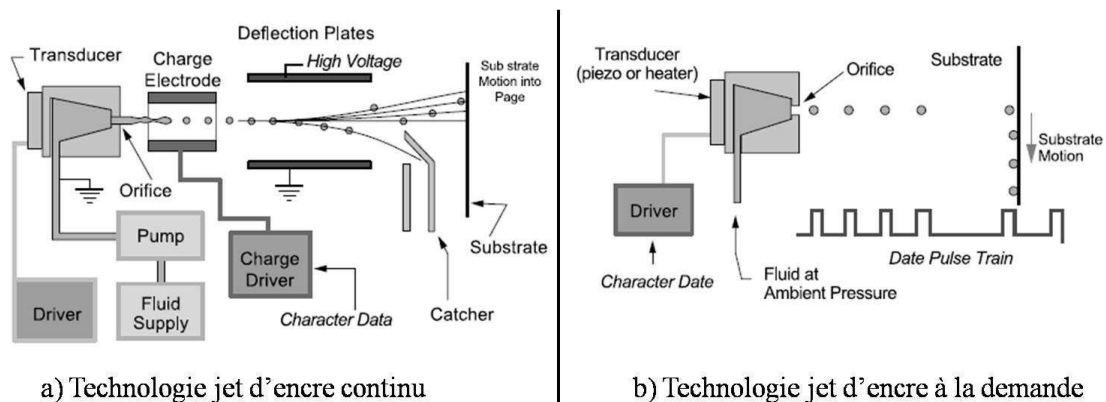 Deflection Plates
High Voltage
Transducer
Charge
Electrode
Sub strate
Motion into
Page
Orifice
Pump
Substrate
Charge
Driver
Driver
Fluid
Supply
Character Data
Catcher
a) Technologie jet d'encre continu
Transducer
(piezo or heater)
Orifice
Substrate
Substrate
Motion
Driver
Date Pulse Train
Character Date
Fluid at
Ambient Pressure
b) Technologie jet d'encre à la demande